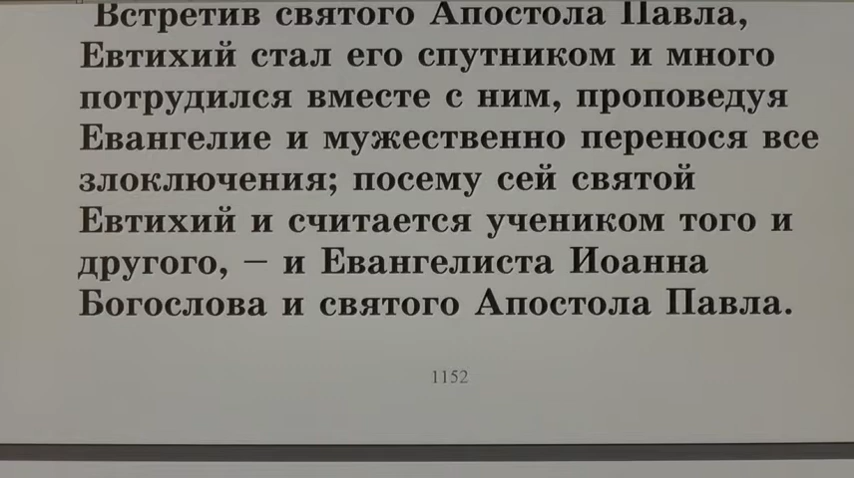 Встретив святого Апостола Павла,
Евтихий стал его спутником и много
потрудился вместе с ним, проповедуя
Евангелие и мужественно перенося все
злоключения; посему сей святой
Евтихий и считается учеником того и
другого, – и Евангелиста Иоанна
Богослова и святого Апостола Павла.
1152